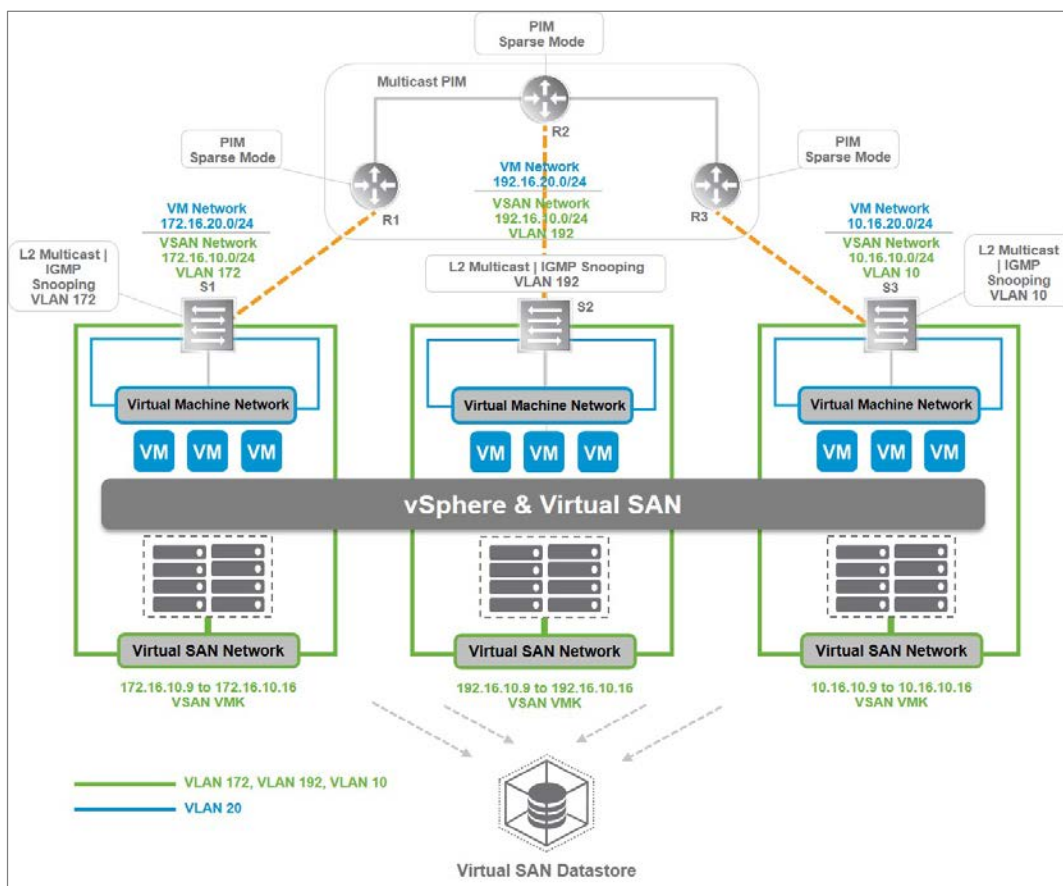 PIM
Sparse Mode
Multicast PIM
R2
PIM
Sparse Mode
R1
VM Network
192.16.20.0/24
VSAN Network
192.16.10.0/24
VLAN 192
PIM
Sparse Mode
R3
VM Network
172.16.20.0/24
VSAN Network
172.16.10.0/24
VLAN 172
S1
L2 Multicast |
IGMP
Snooping
VLAN 172
L2 Multicast | IGMP Snooping
VLAN 192
S2
VM Network
10.16.20.0/24
VSAN Network
10.16.10.0/24
VLAN 10
S3
L2 Multicast
| IGMP
Snooping
VLAN 10
Virtual Machine Network
Virtual Machine Network
Virtual Machine Network
VM VM VM
VM VM VM
VM VM VM
vSphere & Virtual SAN
Virtual SAN Network
Virtual SAN Network
Virtual SAN Network
172.16.10.9 to 172.16.10.16
VSAN VMK
192.16.10.9 to 192.16.10.16
VSAN VMK
10.16.10.9 to 10.16.10.16
VSAN VMK
VLAN 172, VLAN 192, VLAN 10
VLAN 20
Virtual SAN Datastore